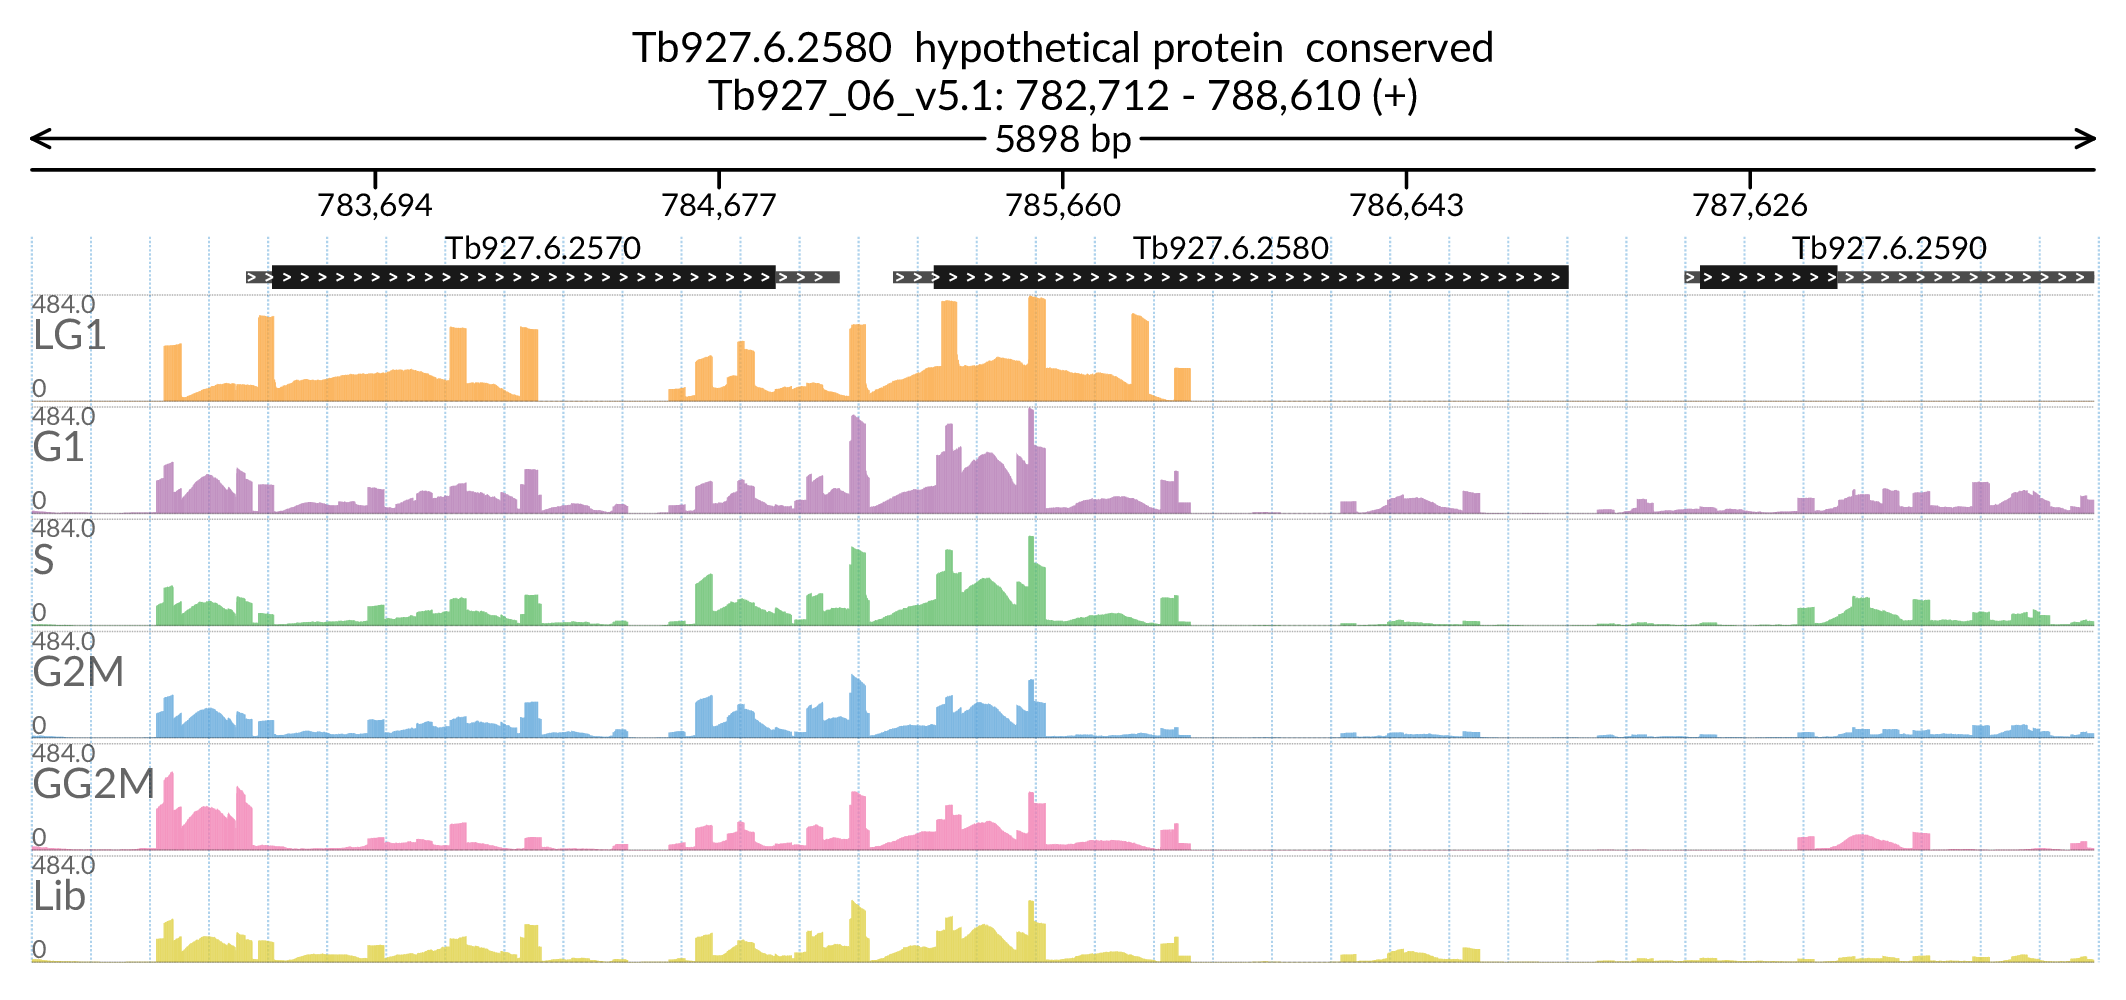 Tb927.6.2580 hypothetical protein conserved
Tb927_06_v5.1: 782,712 - 788,610 (+)
5898 bp
783,694 784,677 785,660 786,643 787,626
Tb927.6.2570 Tb927.6.2580 Tb927.6.2590
484.0
LG1
0
484.0
G1
0
484.0
S
0
484.0
G2M
0
484.0
GG2M
0
484.0
Lib
0